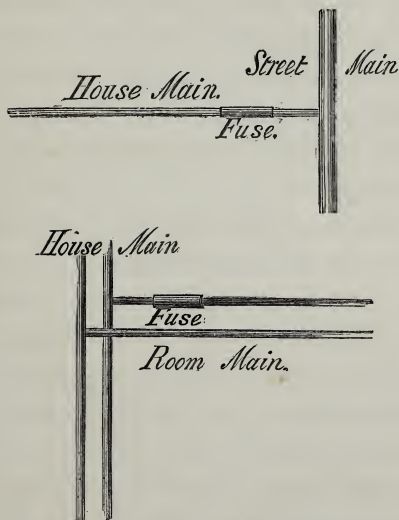 Street Main
House Main.
Fuse.
House Main
Fuse.
Room Main.